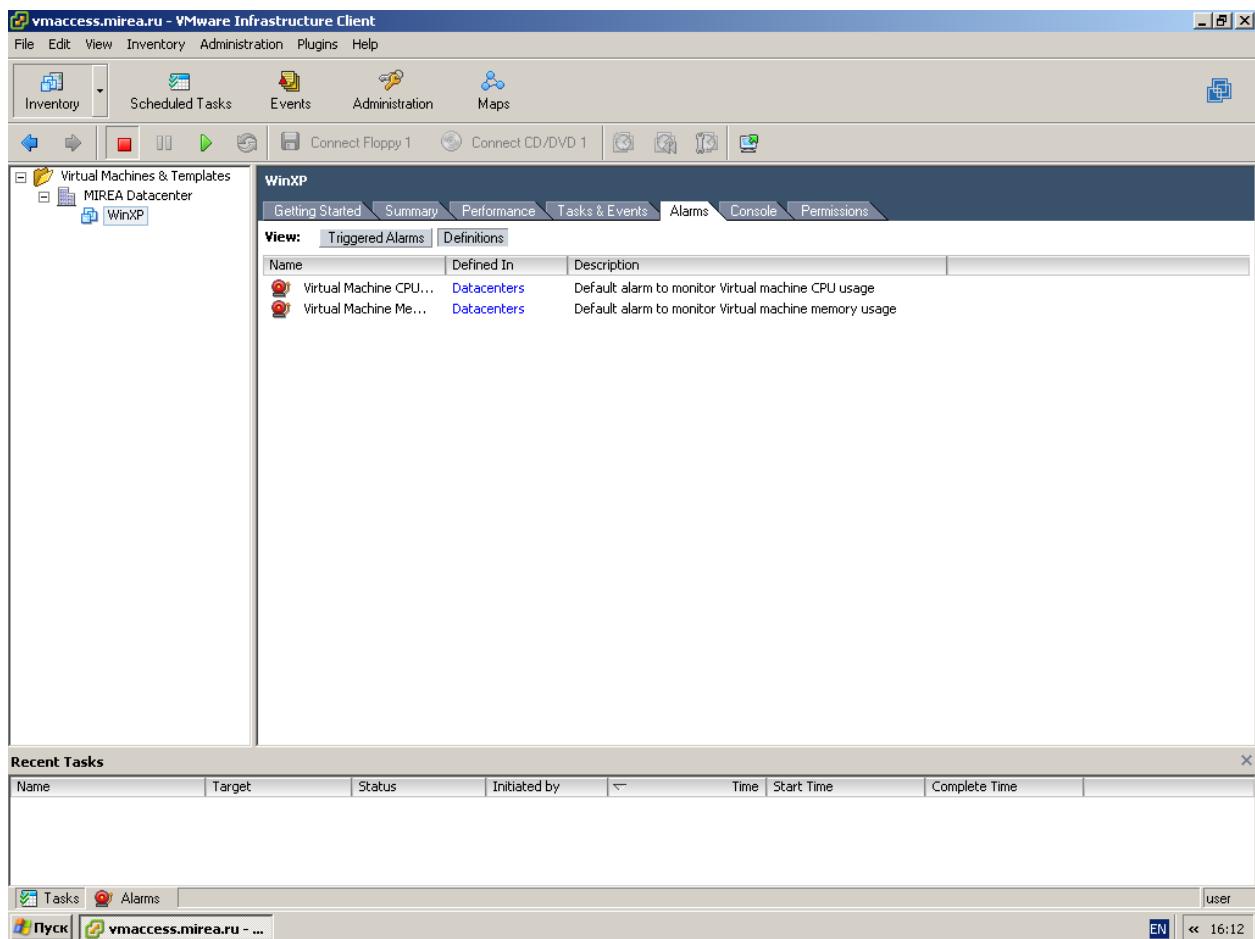 vmaccess.mirea.ru - VMware Infrastructure Client
File Edit View Inventory Administration Plugins Help
Inventory Scheduled Tasks Events Administration Maps
Connect Floppy 1 Connect CD/DVD 1
Virtual Machines & Templates
MIREA Datacenter
WinXP
WinXP
Getting Started Summary Performance Tasks & Events Alarms Console Permissions
View: Triggered Alarms Definitions
Name Defined In Description
Virtual Machine CPU... Datacenters Default alarm to monitor Virtual machine CPU usage
Virtual Machine Me... Datacenters Default alarm to monitor Virtual machine memory usage
Recent Tasks
Name Target Status Initiated by Time Start Time Complete Time
Tasks Alarms user
Пуск vmaccess.mirea.ru - ... EN « 16:12